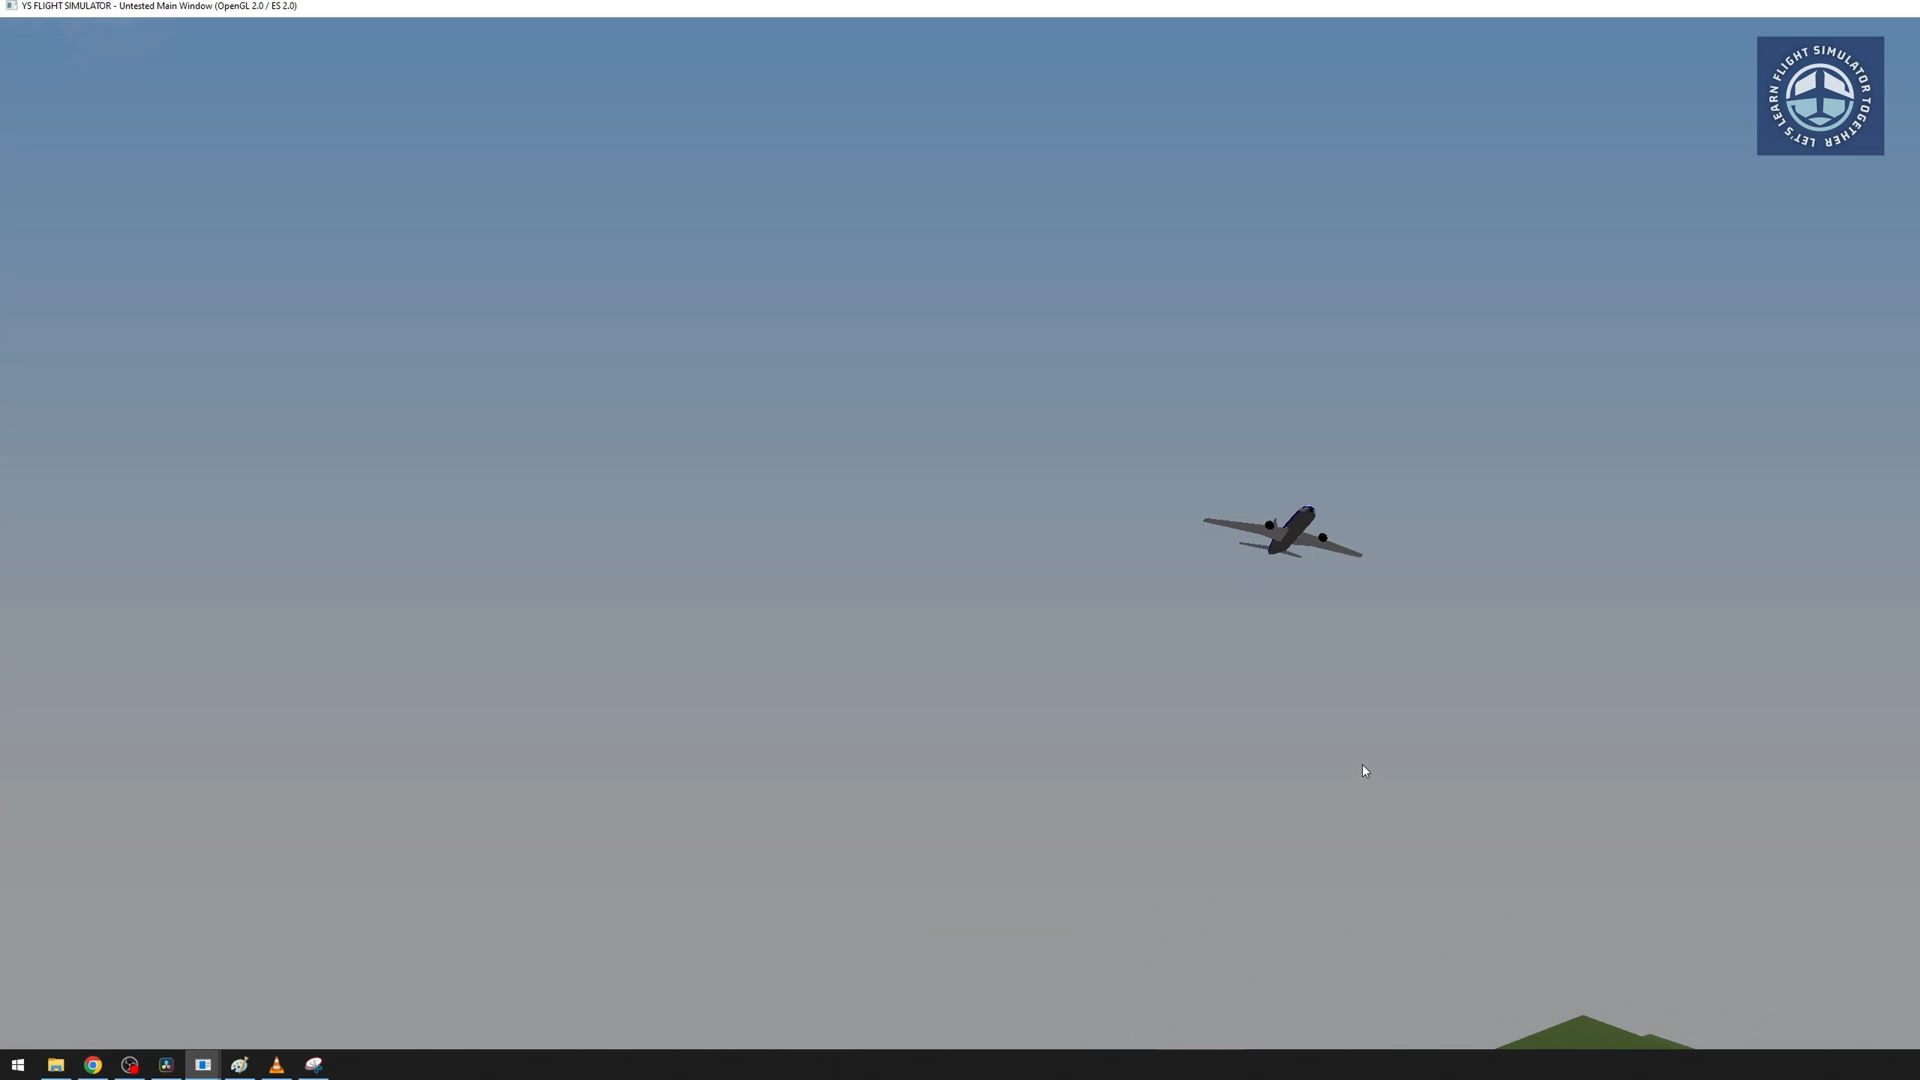 YS FLIGHT SIMULATOR - Untested Main Window (OpenGL 2.0 / ES 2.0)
LET'S LEARN FLIGHT SIMULATOR TOGETHER